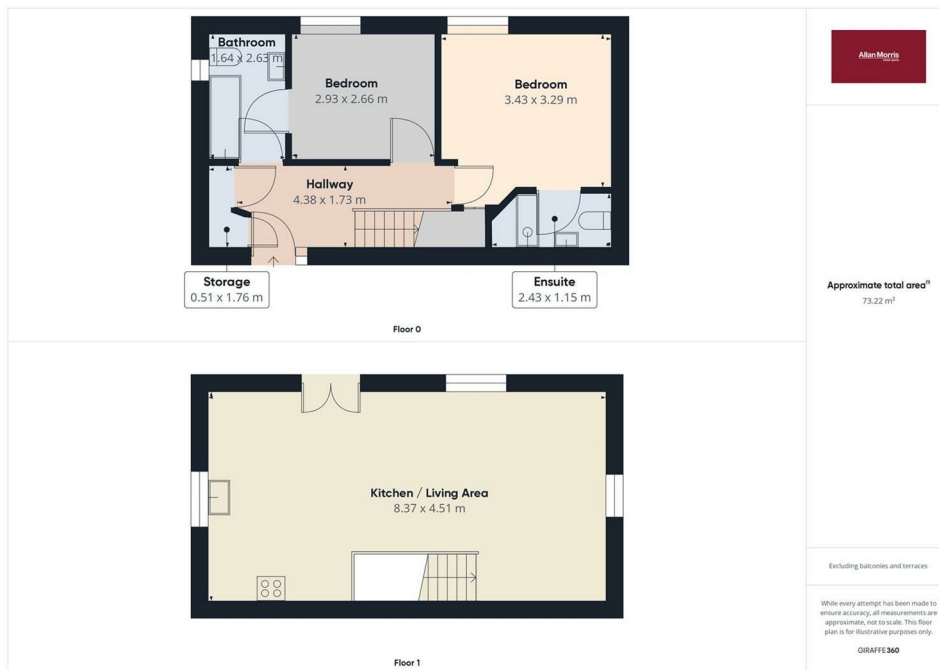 Bathroom
1.64 x 2.63 m
Bedroom
2.93 x 2.66 m
Bedroom
3.43 x 3.29 m
Hallway
4.38 x 1.73 m
Storage
0.51 x 1.76 m
Ensuite
2.43 x 1.15 m
Floor 0
Kitchen / Living Area
8.37 x 4.51 m
Floor 1
Allan Morris
Approximate total area⁽¹⁾
73.22 m²
Excluding balconies and terraces
While every attempt has been made to
ensure accuracy, all measurements are
approximate, not to scale. This floor
plan is for illustrative purposes only.
GIRAFFE360